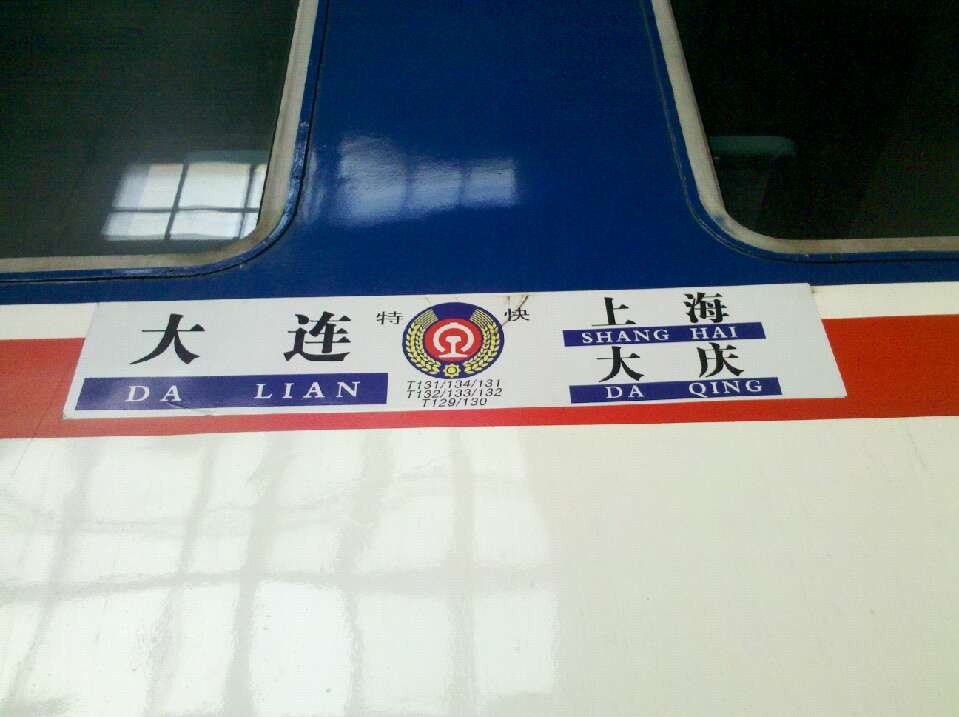 大连
DA LIAN
特 快
T131/134/131
T132/133/132
T129/130
上海
SHANG HAI
大庆
DA QING